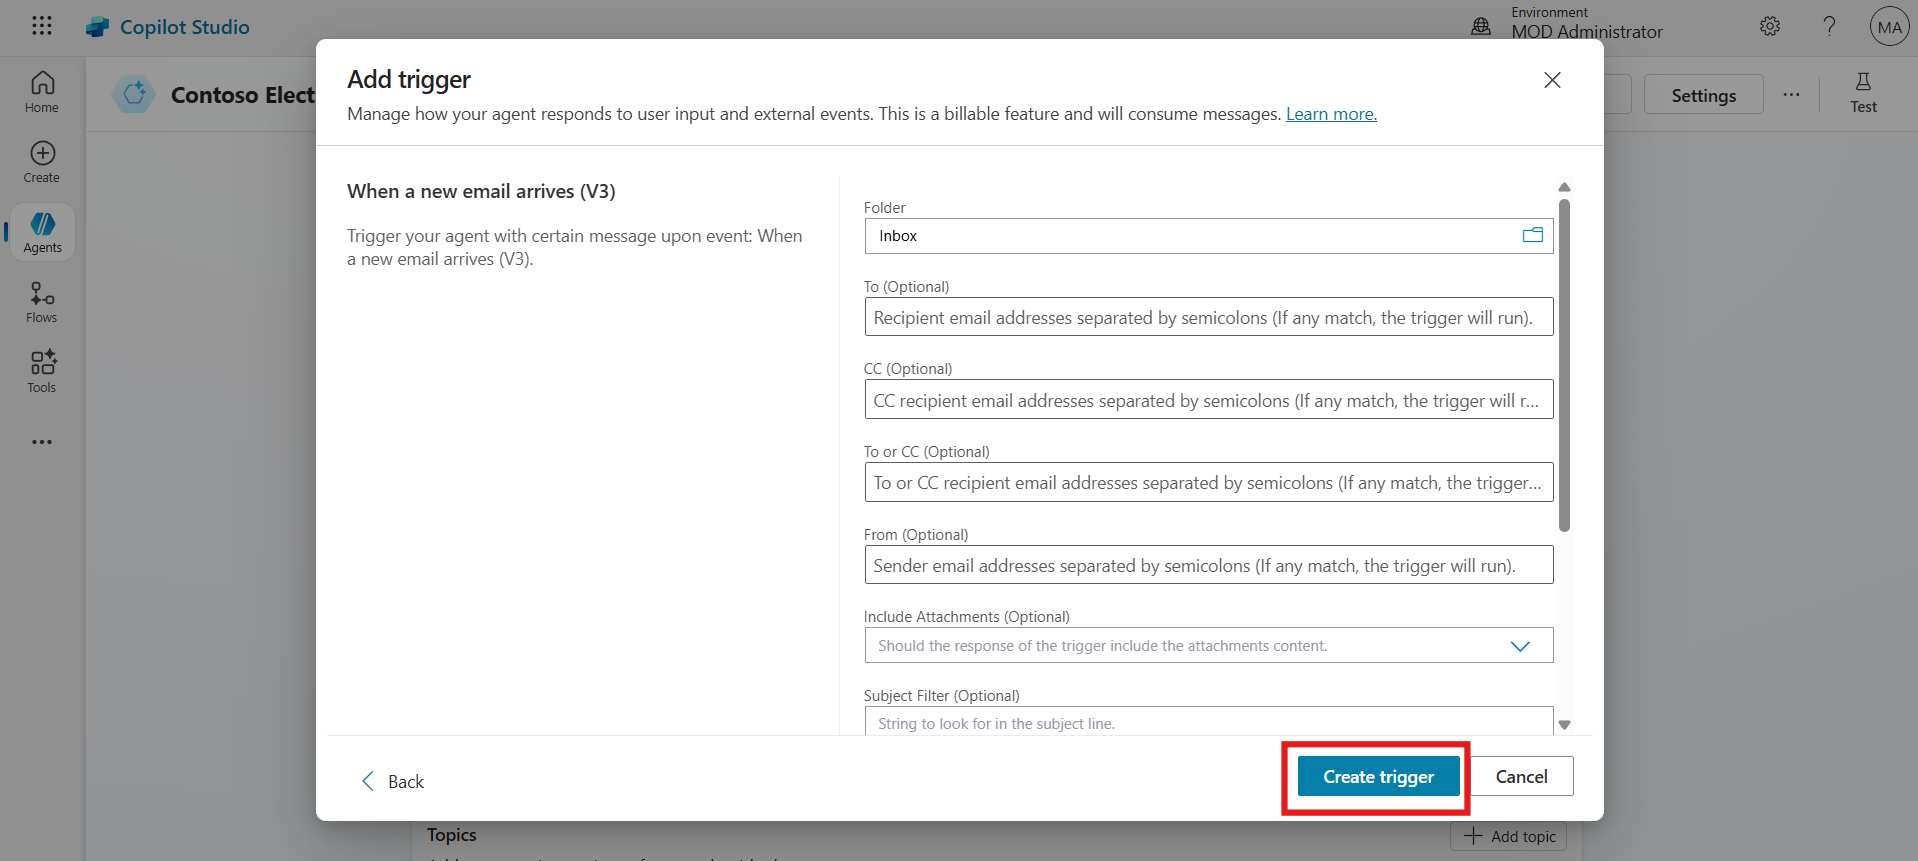 Copilot Studio
Environment
MOD Administrator
MA
Home
Create
Agents
Flows
Tools
Contoso Elect
Settings
Test
Add trigger
Manage how your agent responds to user input and external events. This is a billable feature and will consume messages. Learn more.
When a new email arrives (V3)
Trigger your agent with certain message upon event: When
a new email arrives (V3).
Folder
Inbox
To (Optional)
Recipient email addresses separated by semicolons (If any match, the trigger will run).
CC (Optional)
CC recipient email addresses separated by semicolons (If any match, the trigger will r...
To or CC (Optional)
To or CC recipient email addresses separated by semicolons (If any match, the trigger...
From (Optional)
Sender email addresses separated by semicolons (If any match, the trigger will run).
Include Attachments (Optional)
Should the response of the trigger include the attachments content.
Subject Filter (Optional)
String to look for in the subject line.
Back
Create trigger
Cancel
Topics
Add topic